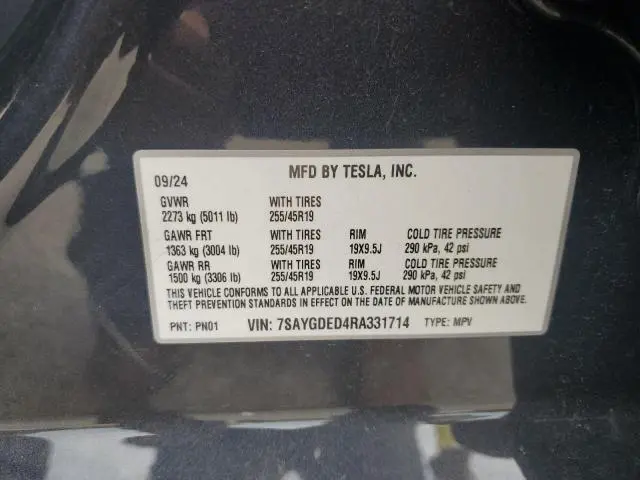 09/24 MFD BY TESLA, INC.
GVWR WITH TIRES
2273 kg (5011 lb) 255/45R19
GAWR FRT WITH TIRES RIM COLD TIRE PRESSURE
1363 kg (3004 lb) 255/45R19 19X9.5J 290 kPa, 42 psi
GAWR RR WITH TIRES RIM COLD TIRE PRESSURE
1500 kg (3306 lb) 255/45R19 19X9.5J 290 kPa, 42 psi
THIS VEHICLE CONFORMS TO ALL APPLICABLE U.S. FEDERAL MOTOR VEHICLE SAFETY AND
THEFT PREVENTION STANDARDS IN EFFECT ON THE DATE OF MANUFACTURE SHOWN ABOVE.
PNT: PN01 VIN: 7SAYGDED4RA331714 TYPE: MPV